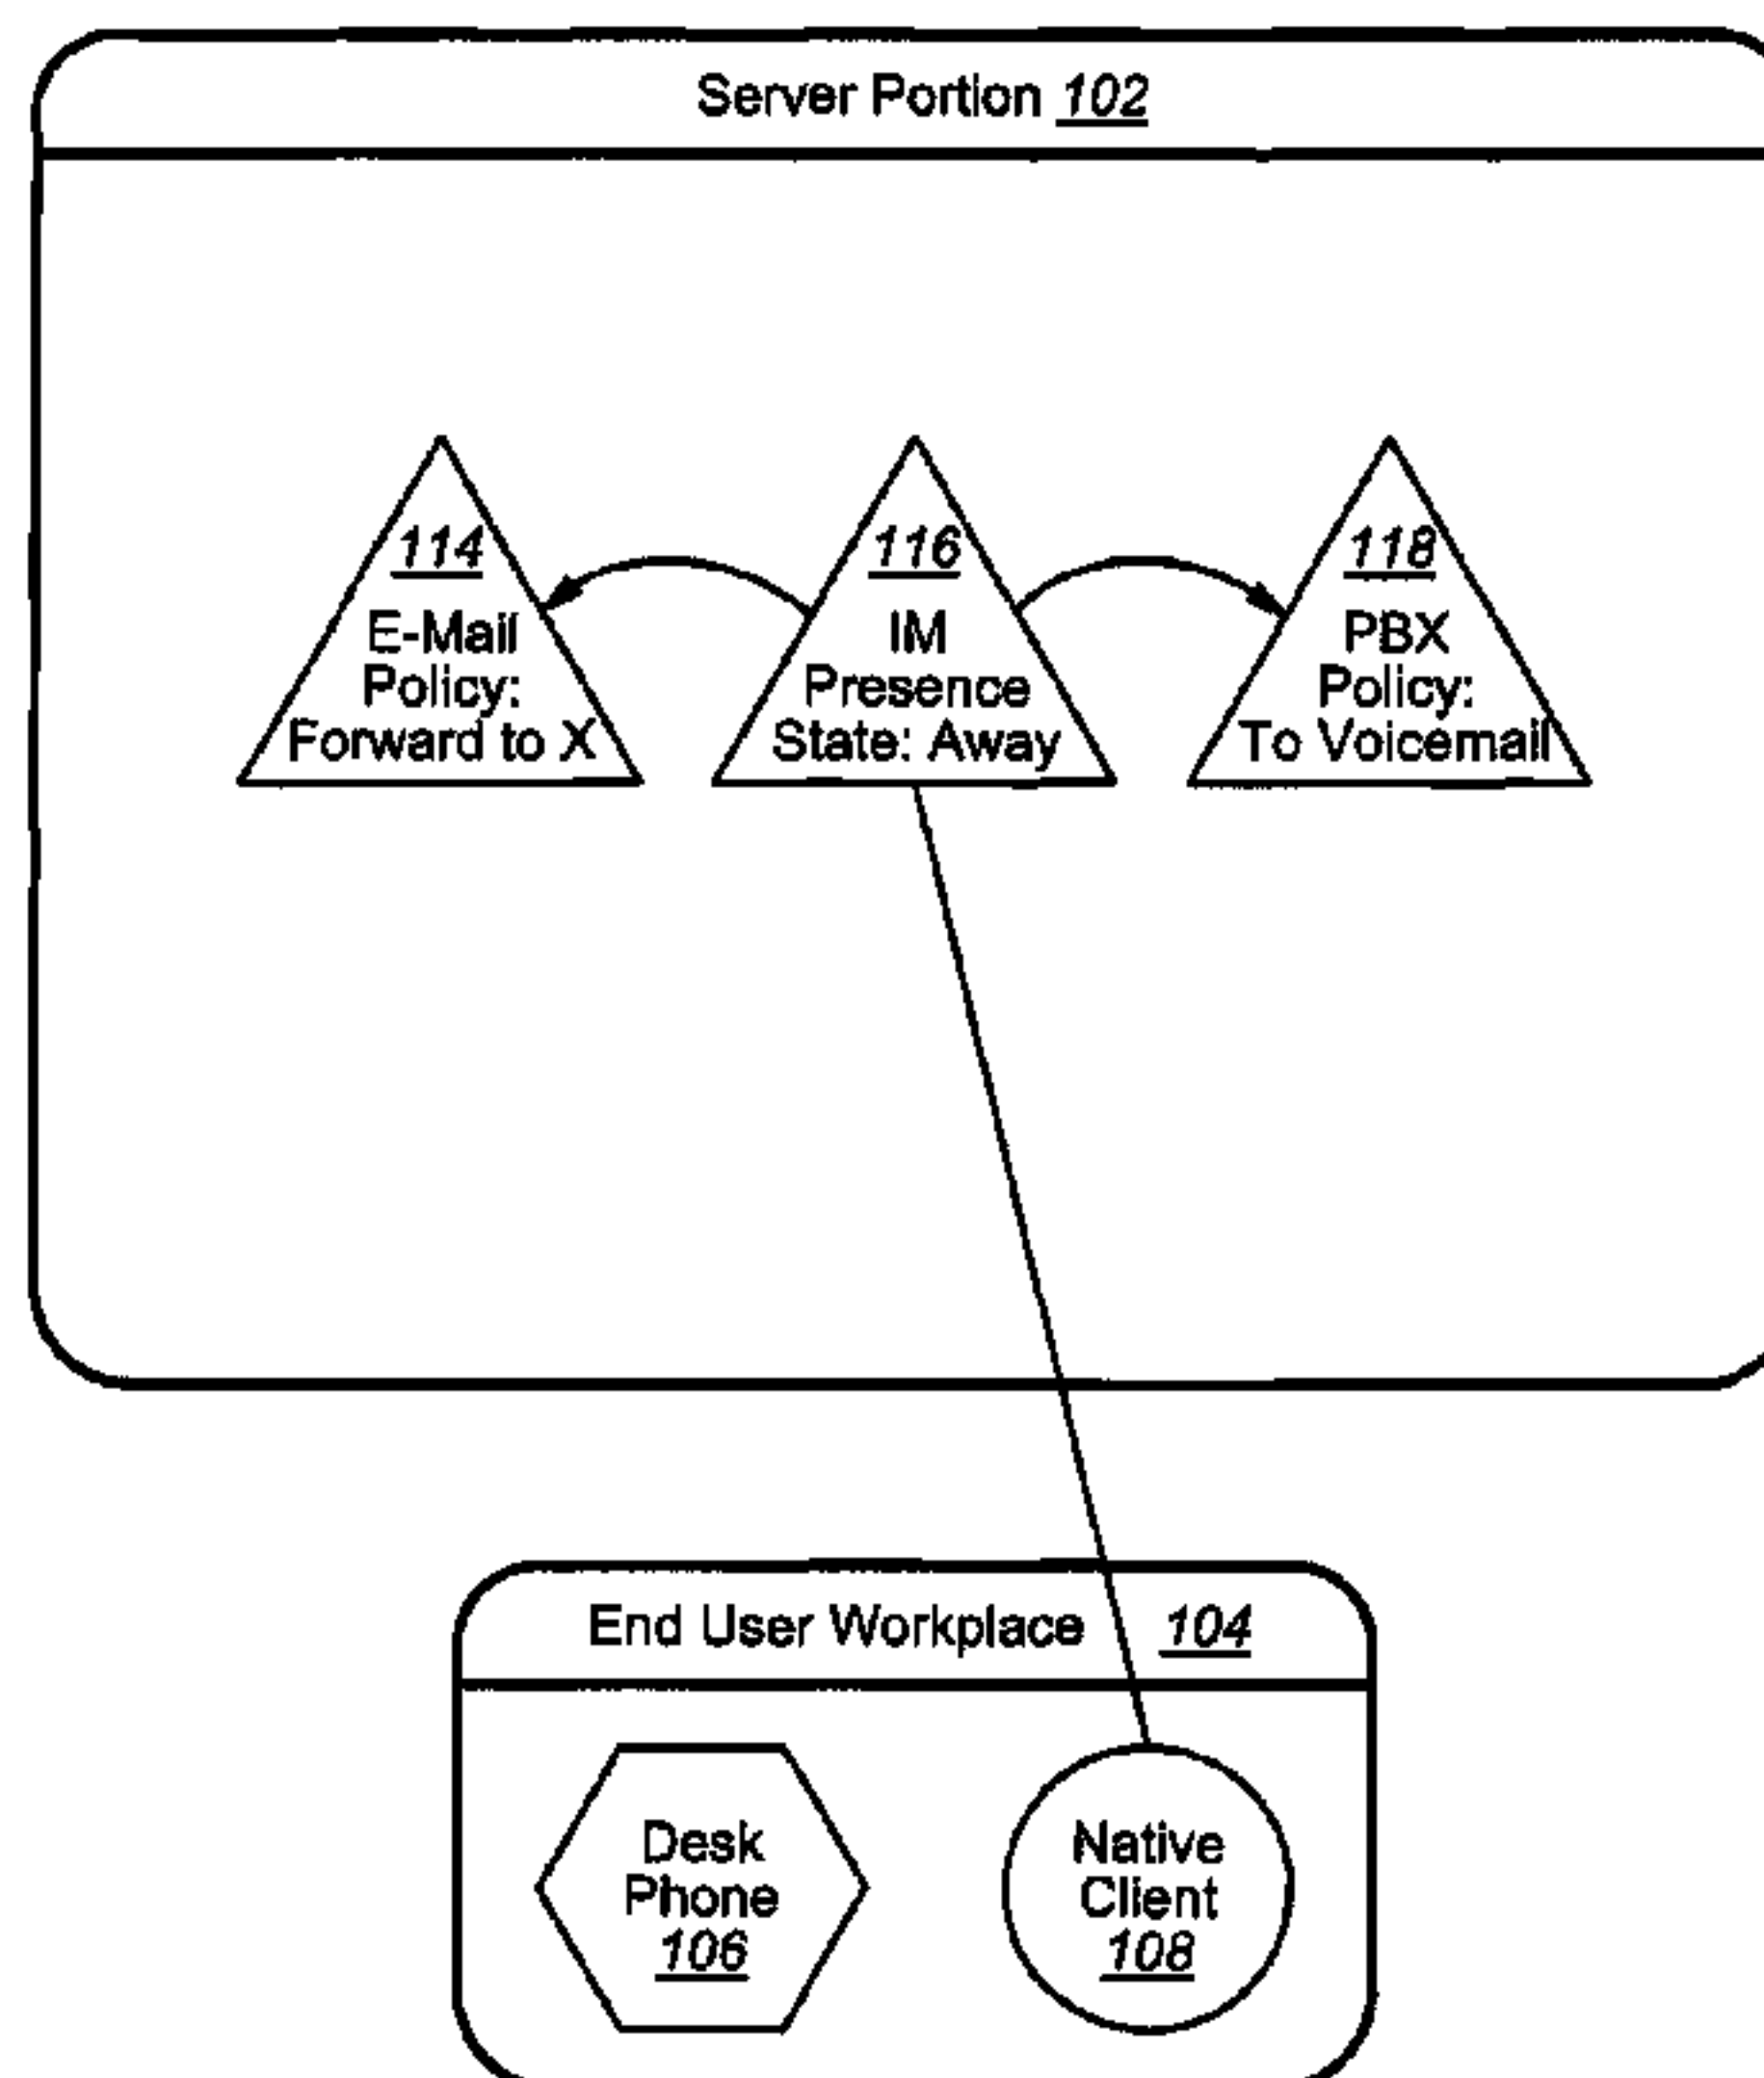 Server Portion 102
114
E-Mail
Policy:
Forward to X
116
IM
Presence
State: Away
118
PBX
Policy:
To Voicemail
End User Workplace 104
Desk
Phone
106
Native
Client
108